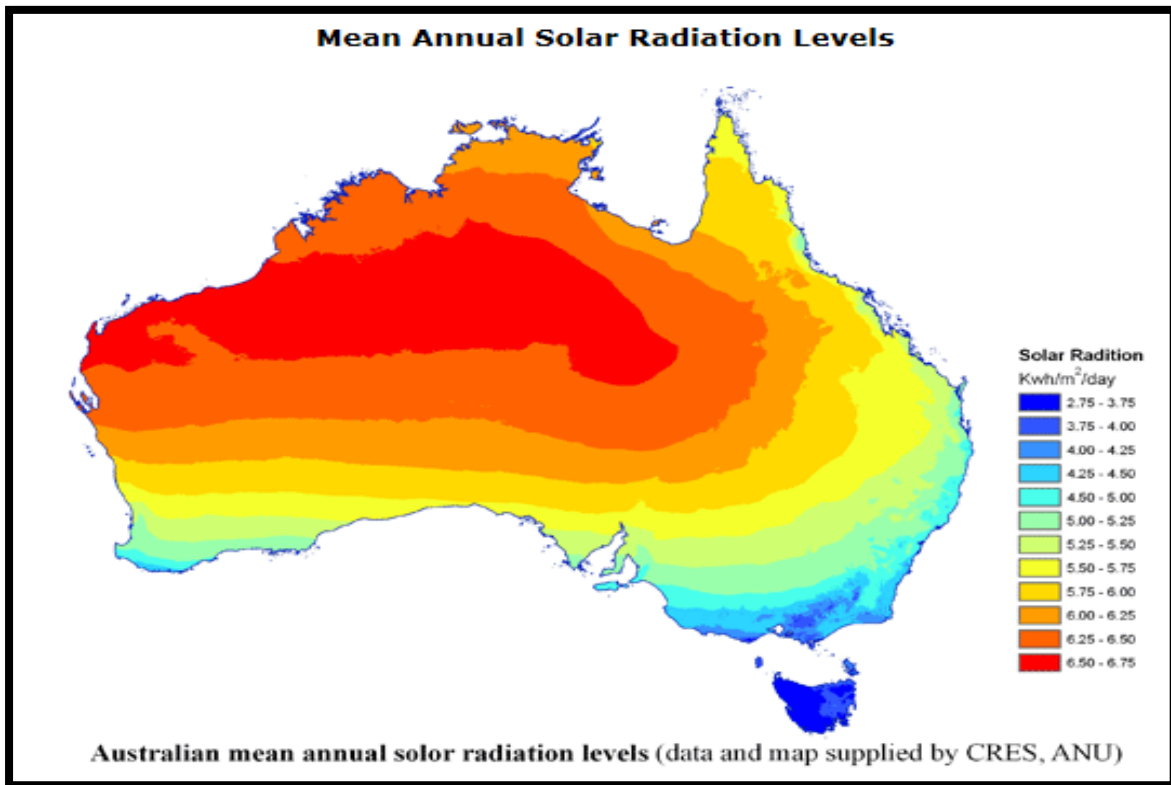 Mean Annual Solar Radiation Levels
Solar Radition
Kwh/m²/day
2.75 - 3.75
3.75 - 4.00
4.00 - 4.25
4.25 - 4.50
4.50 - 5.00
5.00 - 5.25
5.25 - 5.50
5.50 - 5.75
5.75 - 6.00
6.00 - 6.25
6.25 - 6.50
6.50 - 6.75
Australian mean annual solor radiation levels (data and map supplied by CRES, ANU)